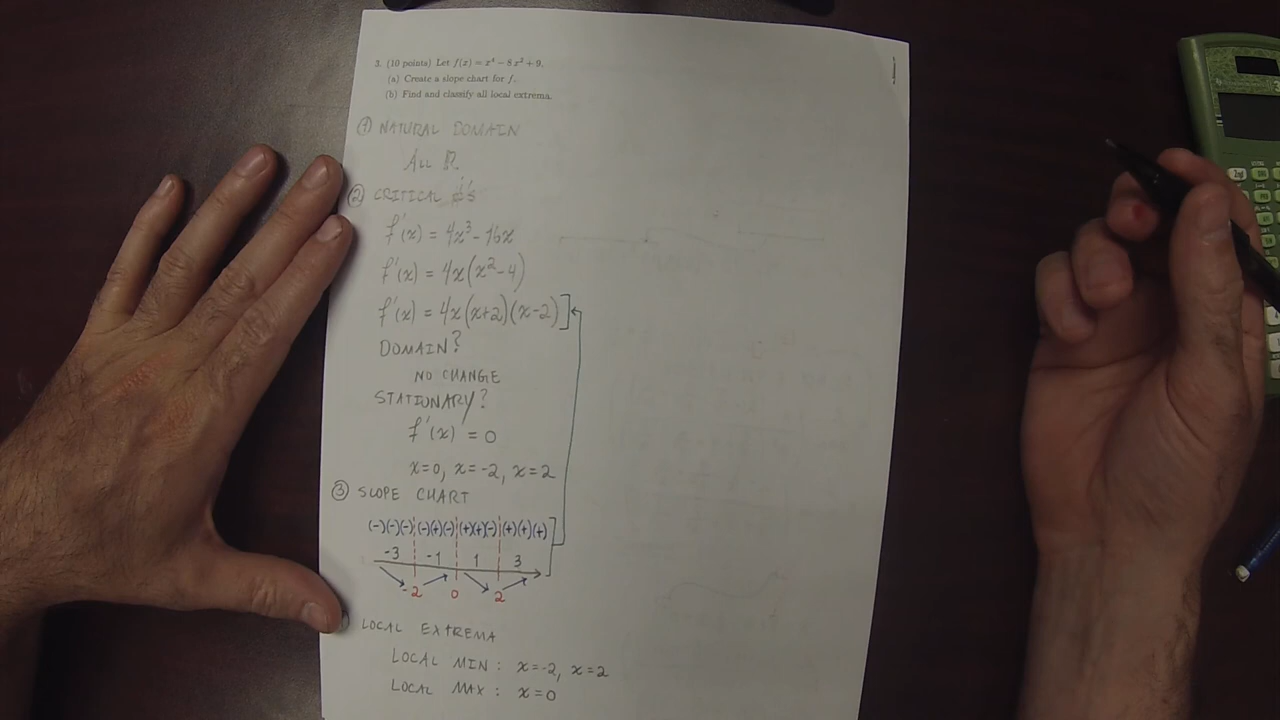 3. (10 points) Let f(x) = x⁴ − 8x² + 9.
(a) Create a slope chart for f.
(b) Find and classify all local extrema.
① NATURAL DOMAIN
ALL ℝ
② CRITICAL #'S
f'(x) = 4x³ - 16x
f'(x) = 4x(x²-4)
f'(x) = 4x(x+2)(x-2)
DOMAIN?
NO CHANGE
STATIONARY?
f'(x) = 0
x=0, x=-2, x=2
③ SLOPE CHART
(-)(-)(-) (-)(+)(-) (+)(+)(-) (+)(+)(+)
-3 -1 1 3
-2 0 2
LOCAL EXTREMA
LOCAL MIN: x=-2, x=2
LOCAL MAX: x=0
2nd